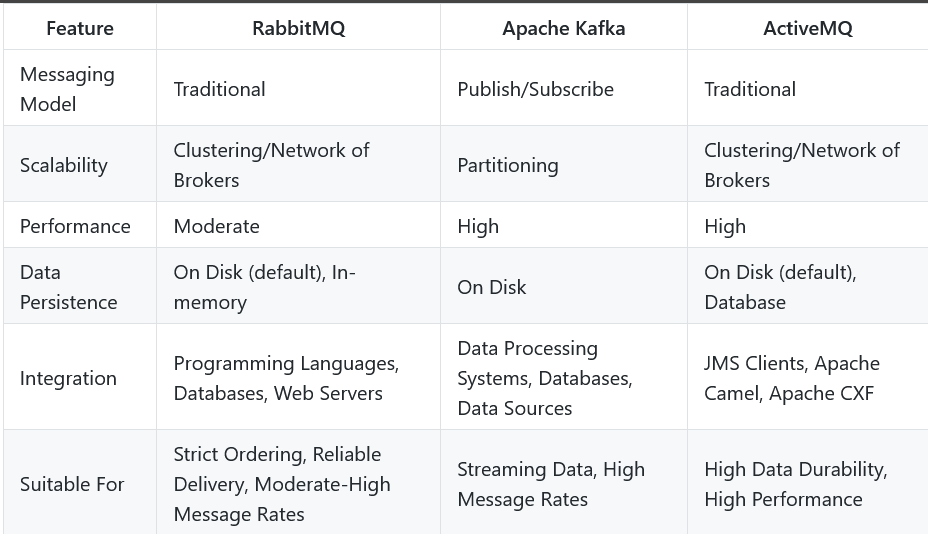 Feature RabbitMQ Apache Kafka ActiveMQ
Messaging
Model
Traditional
Publish/Subscribe
Traditional
Scalability
Clustering/Network of
Brokers
Partitioning
Clustering/Network of
Brokers
Performance
Moderate
High
High
Data
Persistence
On Disk (default), In-
memory
On Disk
On Disk (default),
Database
Integration
Programming Languages,
Databases, Web Servers
Data Processing
Systems, Databases,
Data Sources
JMS Clients, Apache
Camel, Apache CXF
Suitable For
Strict Ordering, Reliable
Delivery, Moderate-High
Message Rates
Streaming Data, High
Message Rates
High Data Durability,
High Performance